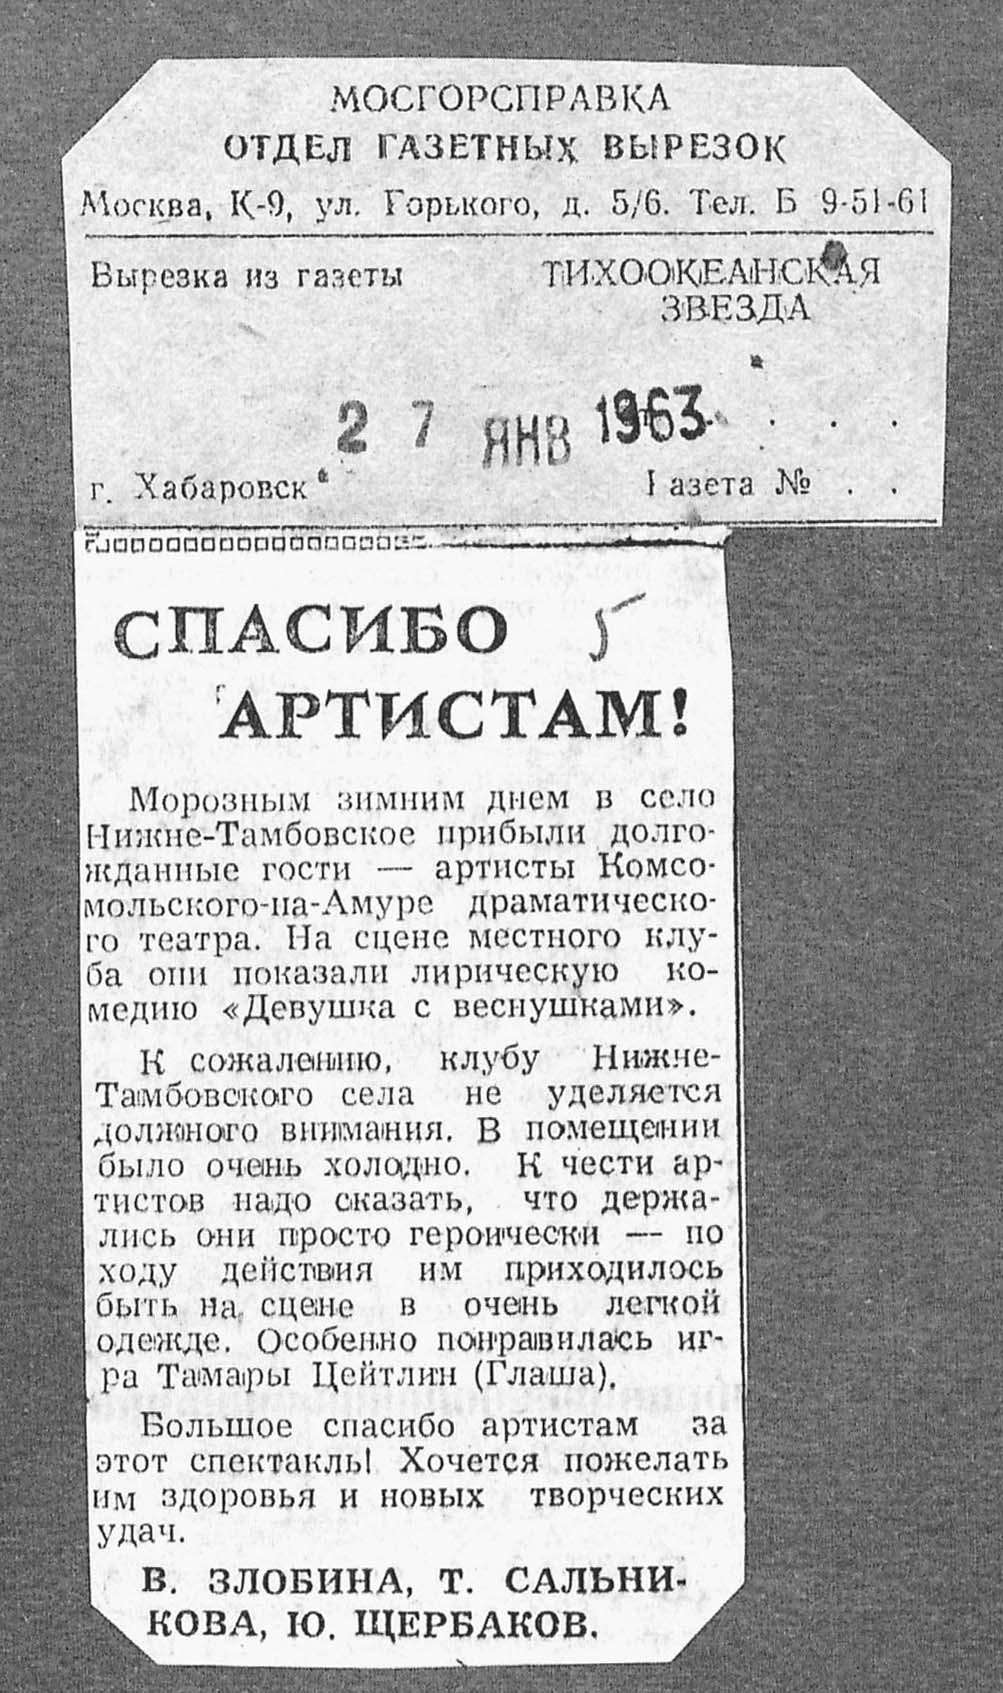 МОСГОРСПРАВКА
ОТДЕЛ ГАЗЕТНЫХ ВЫРЕЗОК
Москва, К-9, ул. Горького, д. 5/6. Тел. Б 9-51-61
Вырезка из газеты ТИХООКЕАНСКАЯ
ЗВЕЗДА
27 ЯНВ 1963
г. Хабаровск Газета № . .
СПАСИБО 5
АРТИСТАМ!
Морозным зимним днем в село
Нижне-Тамбовское прибыли долго-
жданные гости — артисты Комсо-
мольского-на-Амуре драматическо-
го театра. На сцене местного клу-
ба они показали лирическую ко-
медию «Девушка с веснушками».
К сожалению, клубу Нижне-
Тамбовского села не уделяется
должного внимания. В помещении
было очень холодно. К чести ар-
тистов надо сказать, что держа-
лись они просто героически — по
ходу действия им приходилось
быть на сцене в очень легкой
одежде. Особенно понравилась иг-
ра Тамары Цейтлин (Глаша).
Большое спасибо артистам за
этот спектакль! Хочется пожелать
им здоровья и новых творческих
удач.
В. ЗЛОБИНА, Т. САЛЬНИ-
КОВА, Ю. ЩЕРБАКОВ.